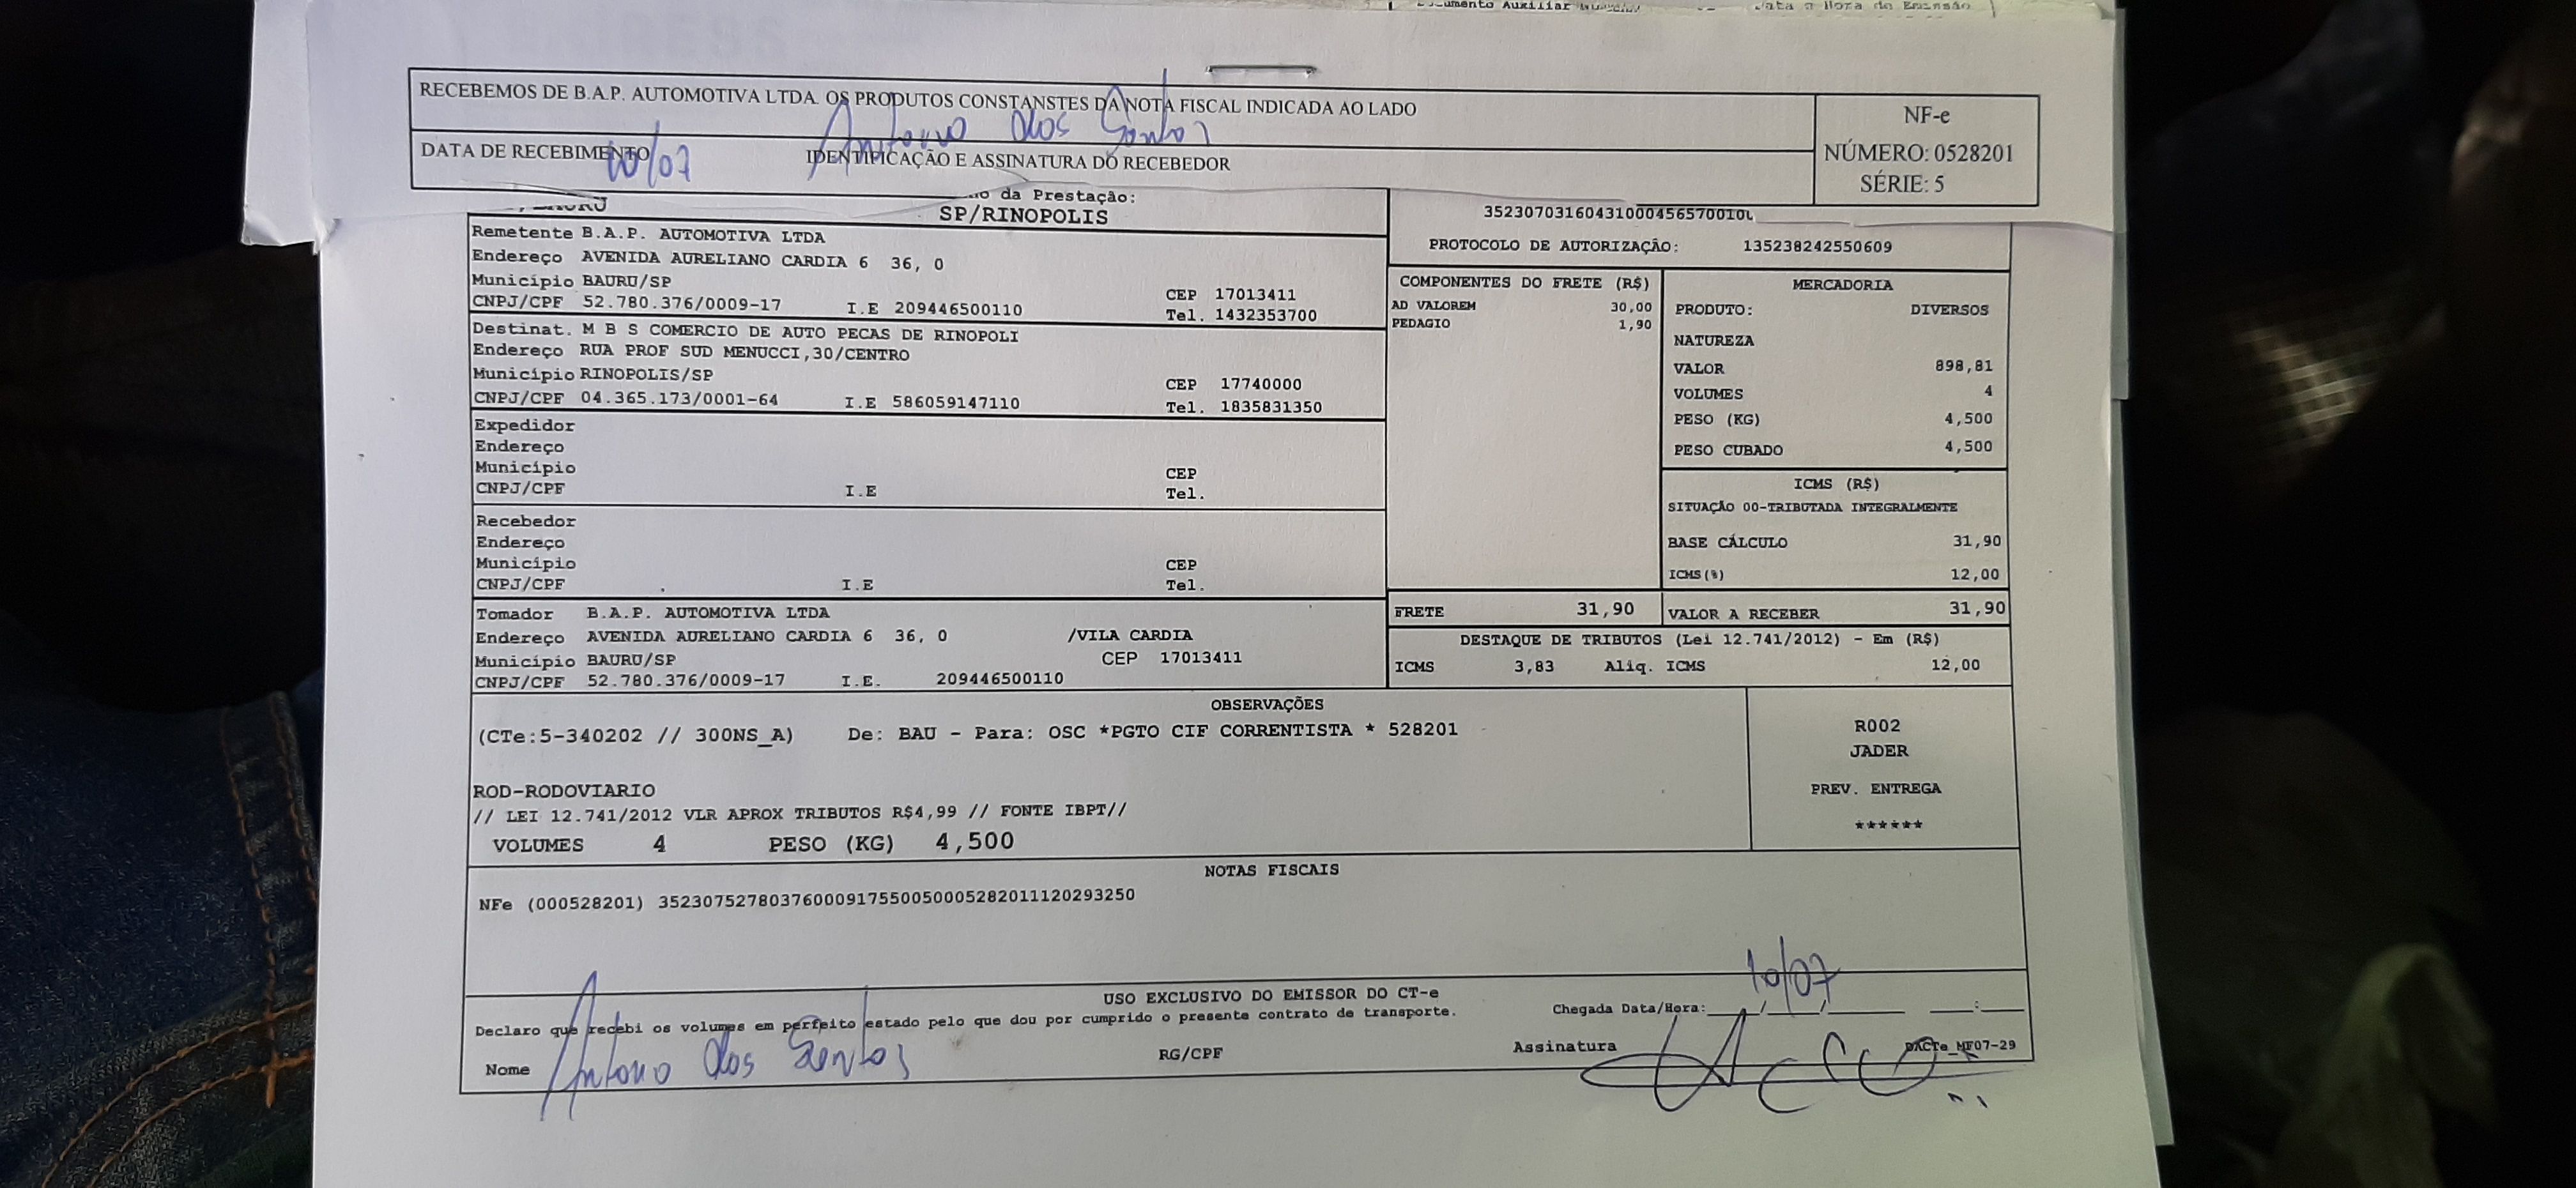 RECEBEMOS DE B.A.P. AUTOMOTIVA LTDA. OS PRODUTOS CONSTANSTES DA NOTA FISCAL INDICADA AO LADO
Antonio dos Santos
DATA DE RECEBIMENTO
10/07
IDENTIFICAÇÃO E ASSINATURA DO RECEBEDOR
NF-e
NÚMERO: 0528201
SÉRIE: 5
da Prestação:
SP/RINOPOLIS
Remetente B.A.P. AUTOMOTIVA LTDA
Endereço AVENIDA AURELIANO CARDIA 6 36, 0
Município BAURU/SP
CEP 17013411
CNPJ/CPF 52.780.376/0009-17 I.E 209446500110
Tel. 1432353700
Destinat. M B S COMERCIO DE AUTO PECAS DE RINOPOLI
Endereço RUA PROF SUD MENUCCI,30/CENTRO
Município RINOPOLIS/SP
CEP 17740000
CNPJ/CPF 04.365.173/0001-64 I.E 586059147110
Tel. 1835831350
Expedidor
Endereço
Município
CEP
CNPJ/CPF I.E
Tel.
Recebedor
Endereço
Município
CEP
CNPJ/CPF I.E
Tel.
Tomador B.A.P. AUTOMOTIVA LTDA
Endereço AVENIDA AURELIANO CARDIA 6 36, 0 /VILA CARDIA
Município BAURU/SP CEP 17013411
CNPJ/CPF 52.780.376/0009-17 I.E. 209446500110
PROTOCOLO DE AUTORIZAÇÃO: 135238242550609
COMPONENTES DO FRETE (R$)
AD VALOREM 30,00
PEDAGIO 1,90
MERCADORIA
PRODUTO: DIVERSOS
NATUREZA
VALOR 898,81
VOLUMES 4
PESO (KG) 4,500
PESO CUBADO 4,500
ICMS (R$)
SITUAÇÃO 00-TRIBUTADA INTEGRALMENTE
BASE CÁLCULO 31,90
ICMS(%) 12,00
FRETE 31,90
VALOR A RECEBER 31,90
DESTAQUE DE TRIBUTOS (Lei 12.741/2012) - Em (R$)
ICMS 3,83 Aliq. ICMS 12,00
OBSERVAÇÕES
(CTe:5-340202 // 300NS_A) De: BAU - Para: OSC *PGTO CIF CORRENTISTA * 528201
ROD-RODOVIARIO
// LEI 12.741/2012 VLR APROX TRIBUTOS R$4,99 // FONTE IBPT//
VOLUMES 4 PESO (KG) 4,500
R002
JADER
PREV. ENTREGA
******
NOTAS FISCAIS
NFe (000528201) 35230752780376000917550050005282011120293250
USO EXCLUSIVO DO EMISSOR DO CT-e
Declaro que recebi os volumes em perfeito estado pelo que dou por cumprido o presente contrato de transporte.
Chegada Data/Hora:____/____/______ ____:____
10/07
Nome Antonio dos Santos
RG/CPF
Assinatura
DACTe_MF07-29